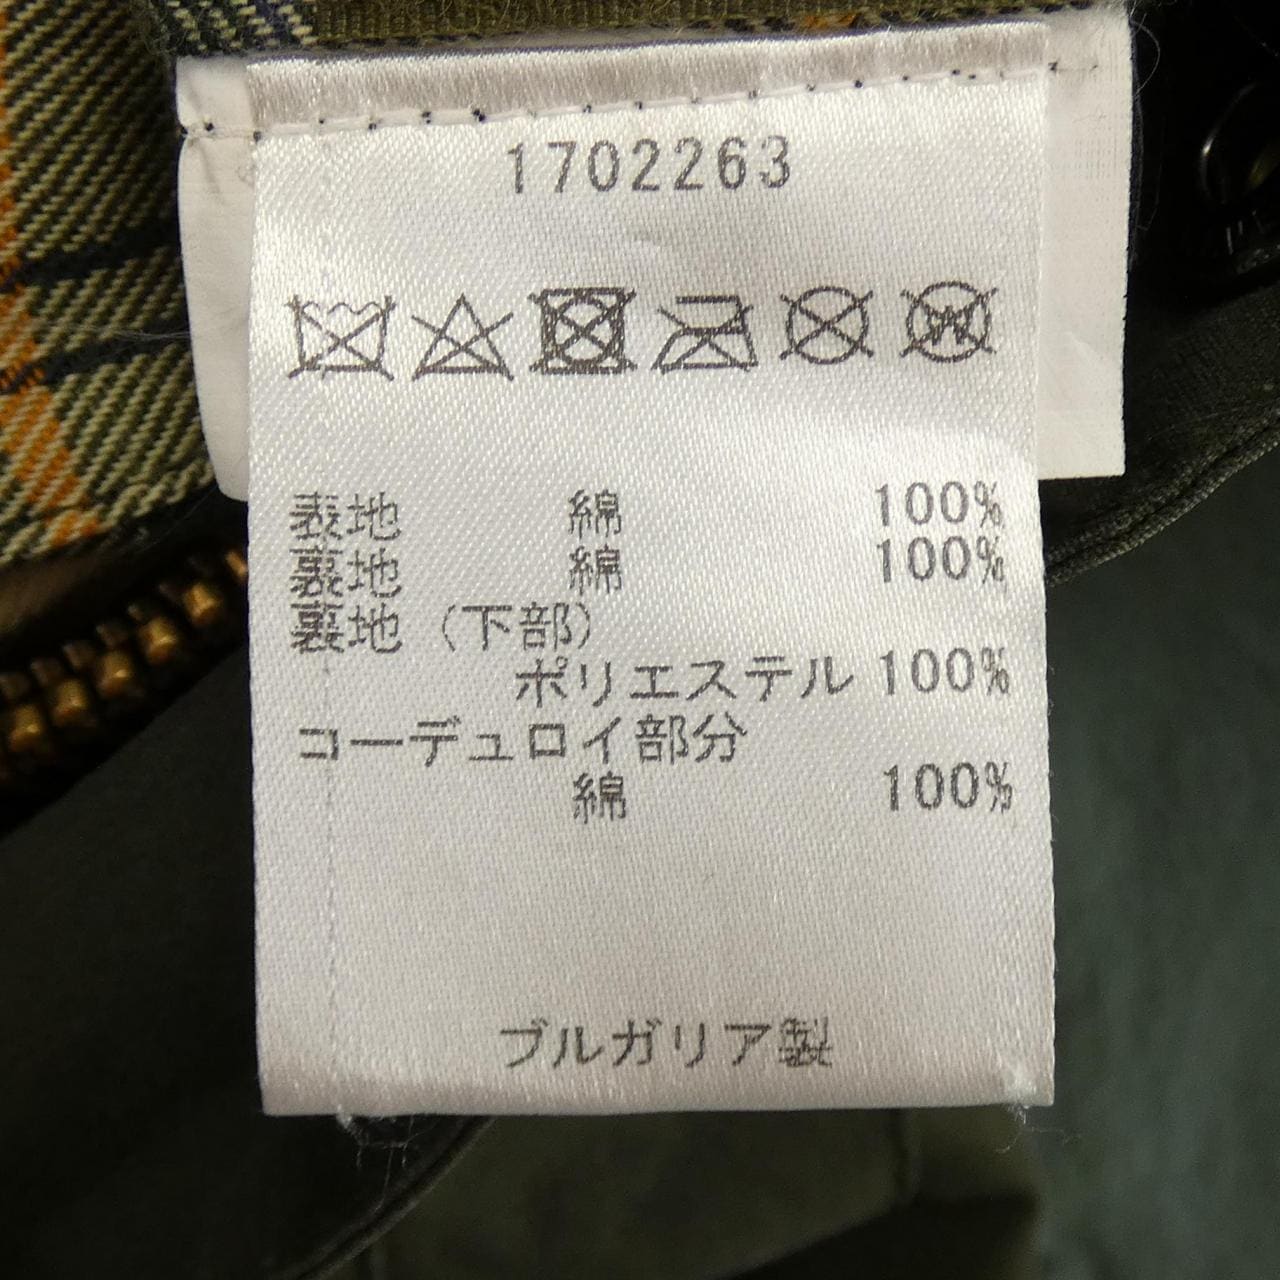 1702263
W
表地 綿 100%
裏地 綿 100%
裏地 (下部)
ポリエステル 100%
コーデュロイ部分
綿 100%
ブルガリア製